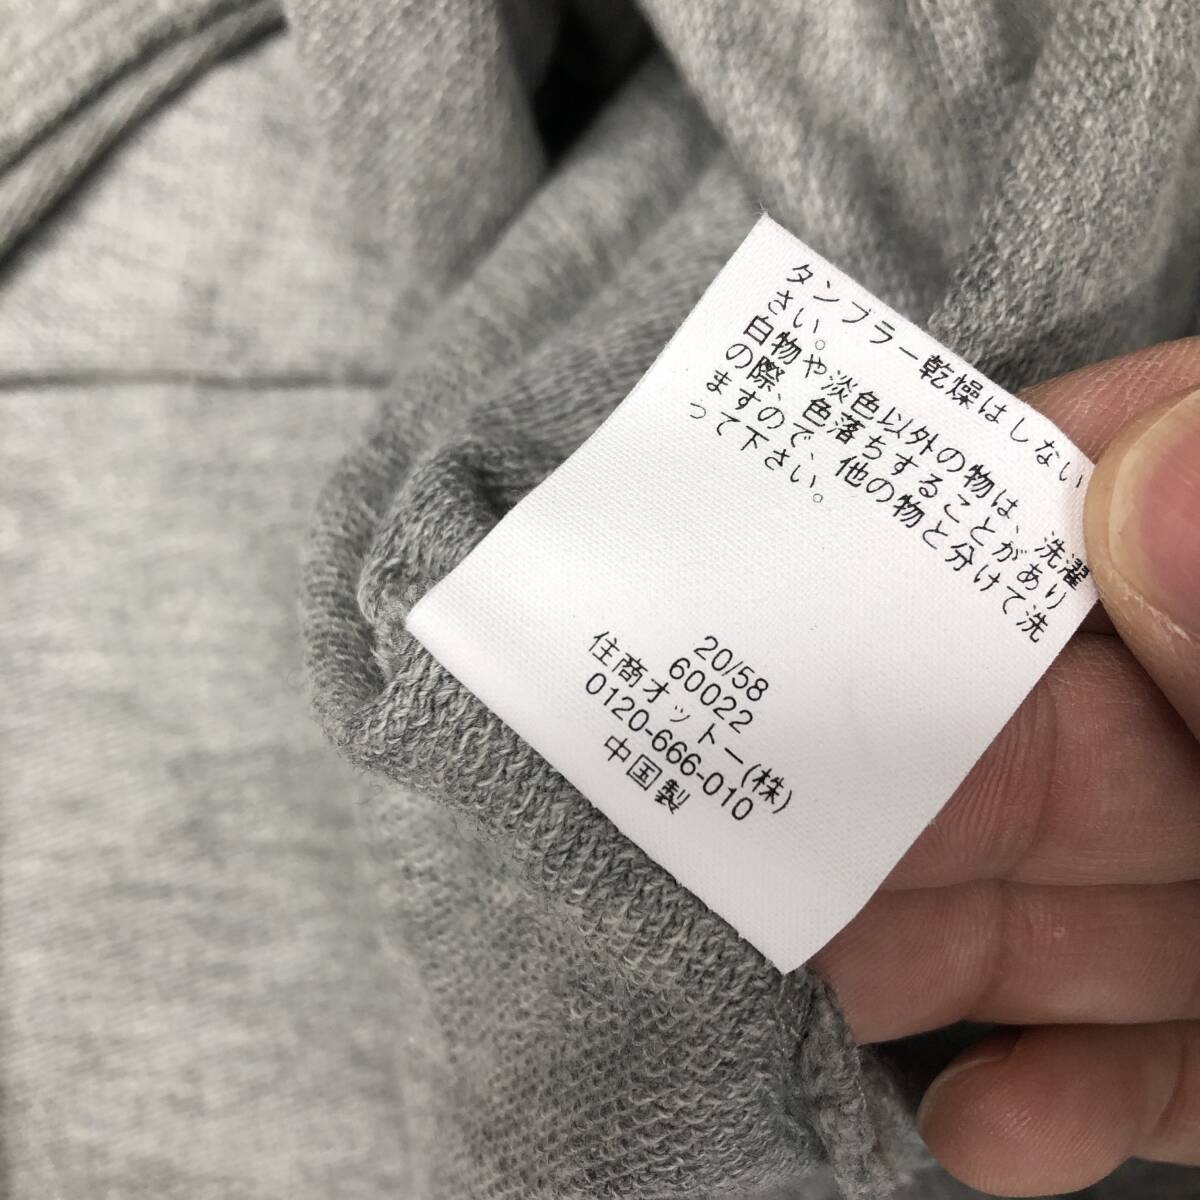 タンブラー乾燥はしない
さい。
白物や淡色以外の物は、洗濯
の際、色落ちすることがあり
ますので、他の物と分けて洗
って下さい。
20/58
60022
住商オットー(株)
0120-666-010
中国製